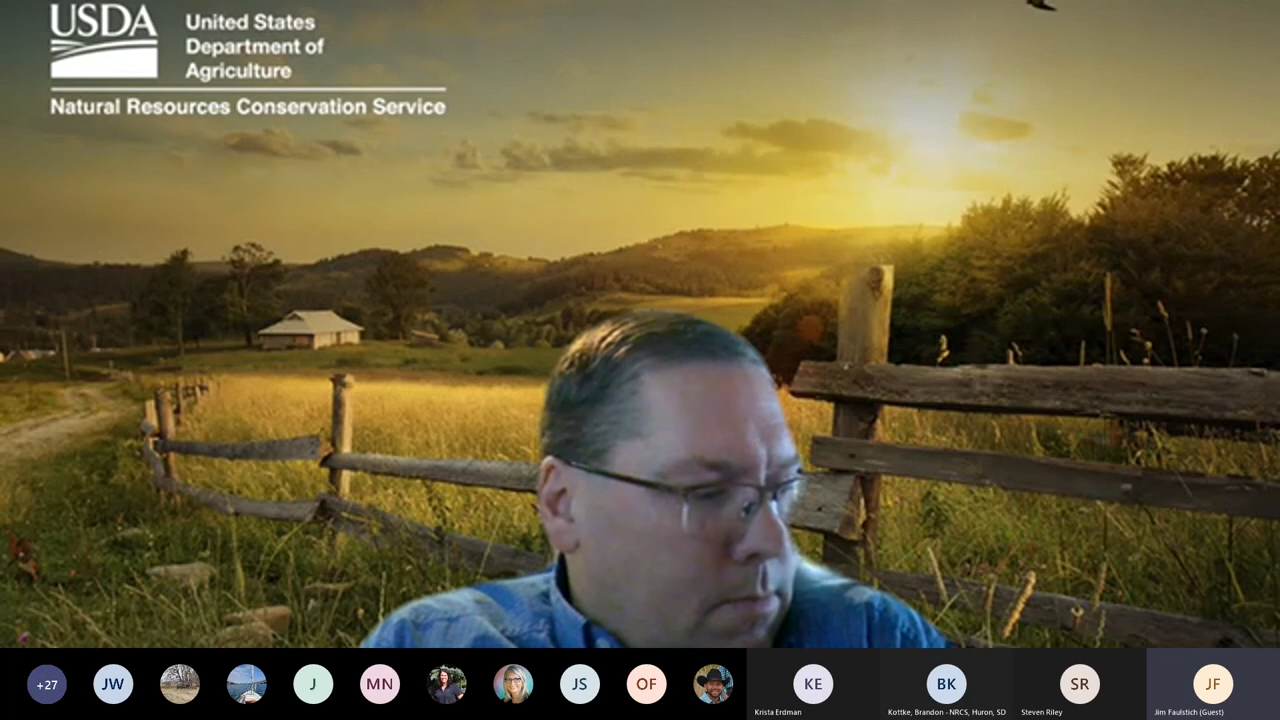 USDA
United States
Department of
Agriculture
Natural Resources Conservation Service
+27
JW
J
MN
JS
OF
KE
BK
SR
JF
Krista Erdman
Kottke, Brandon - NRCS, Huron, SD
Steven Riley
Jim Faulstich (Guest)